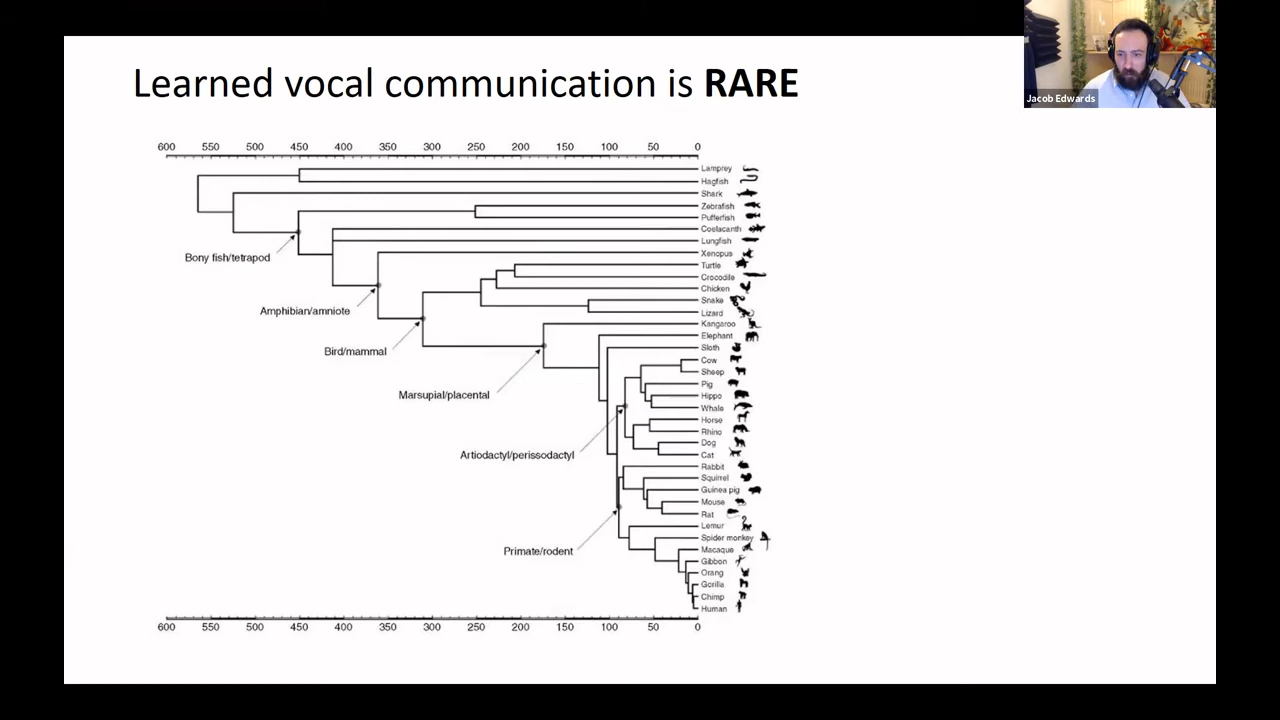 Learned vocal communication is RARE
Jacob Edwards
600 550 500 450 400 350 300 250 200 150 100 50 0
Lamprey
Hagfish
Shark
Zebrafish
Pufferfish
Coelacanth
Lungfish
Bony fish/tetrapod
Xenopus
Turtle
Crocodile
Chicken
Snake
Amphibian/amniote
Lizard
Kangaroo
Elephant
Sloth
Bird/mammal
Cow
Sheep
Pig
Marsupial/placental
Hippo
Whale
Horse
Rhino
Dog
Cat
Artiodactyl/perissodactyl
Rabbit
Squirrel
Guinea pig
Mouse
Rat
Lemur
Spider monkey
Macaque
Primate/rodent
Gibbon
Orang
Gorilla
Chimp
Human
600 550 500 450 400 350 300 250 200 150 100 50 0